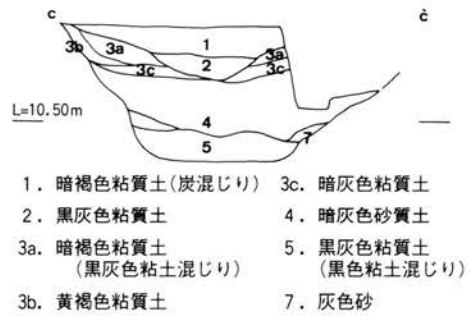 c c̀
3b 3a 1 3a
3c 2 3c
L=10.50m
4
5 7
1. 暗褐色粘質土(炭混じり) 3c. 暗灰色粘質土
2. 黒灰色粘質土 4. 暗灰色砂質土
3a. 暗褐色粘質土 5. 黒灰色粘質土
(黒灰色粘土混じり) (黒色粘土混じり)
3b. 黄褐色粘質土 7. 灰色砂